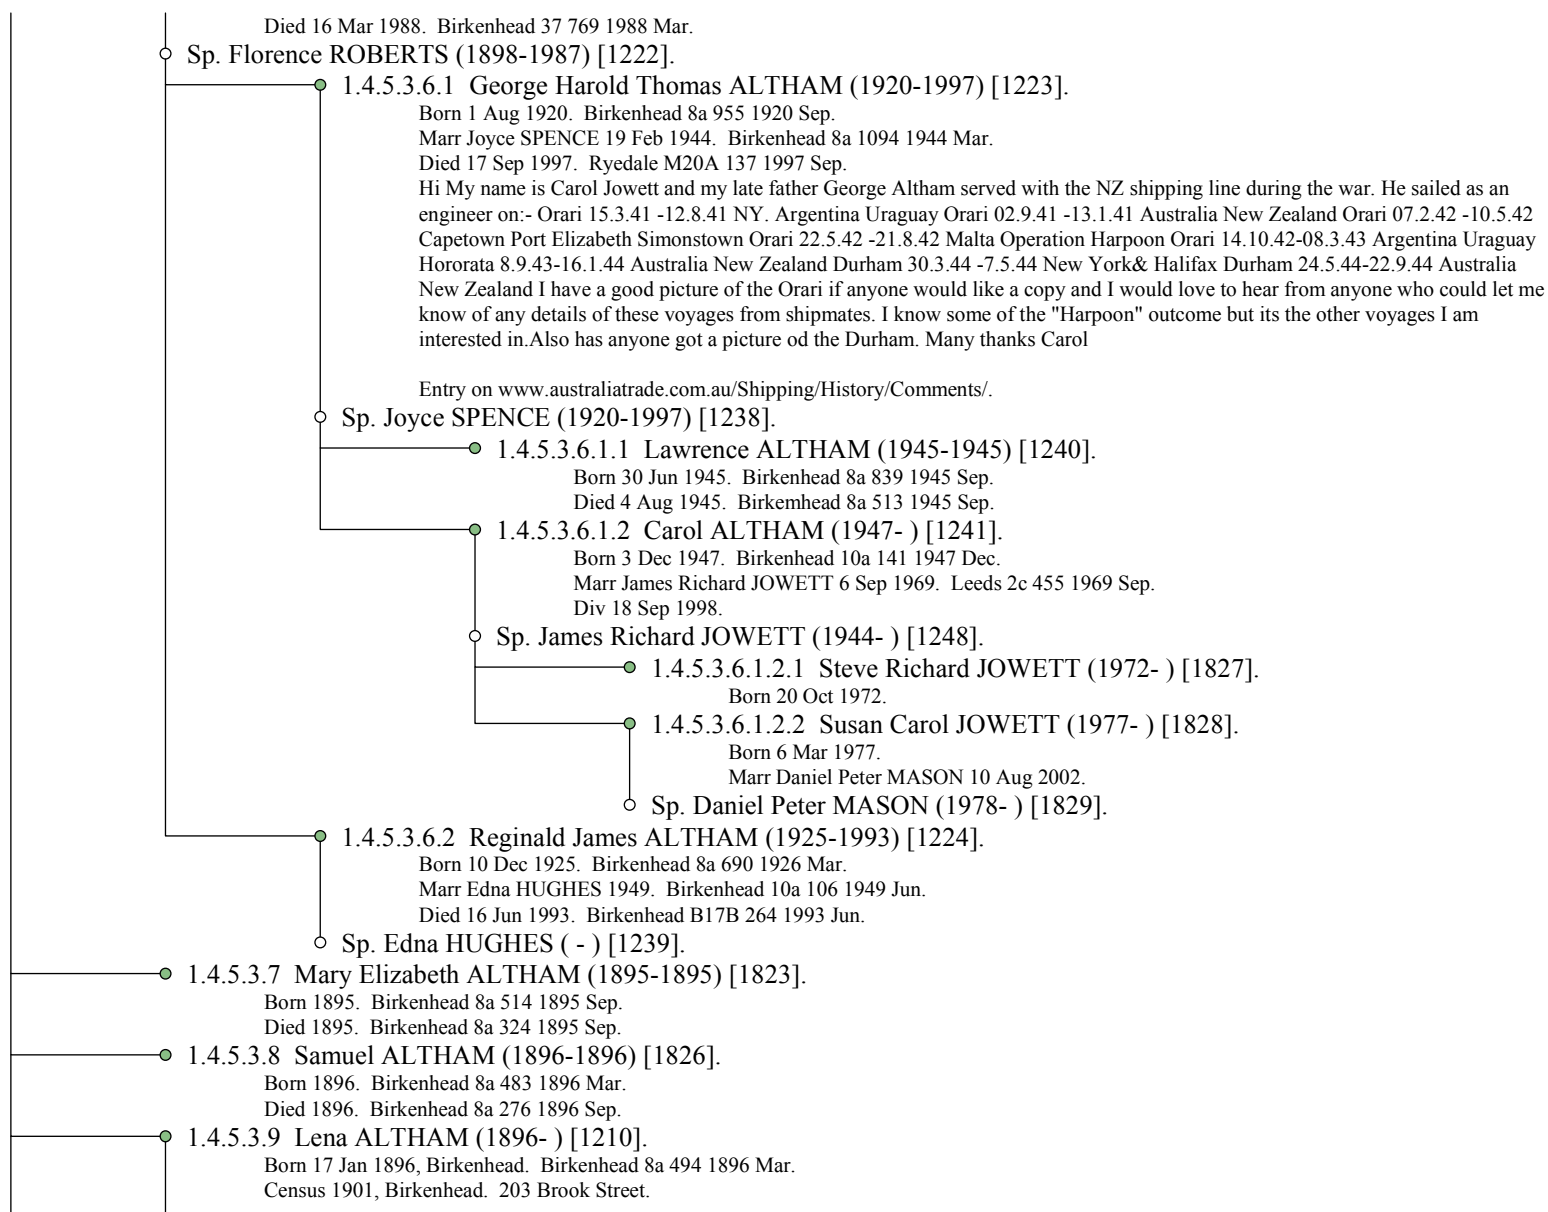 Died 16 Mar 1988. Birkenhead 37 769 1988 Mar.
Sp. Florence ROBERTS (1898-1987) [1222].
1.4.5.3.6.1 George Harold Thomas ALTHAM (1920-1997) [1223].
Born 1 Aug 1920. Birkenhead 8a 955 1920 Sep.
Marr Joyce SPENCE 19 Feb 1944. Birkenhead 8a 1094 1944 Mar.
Died 17 Sep 1997. Ryedale M20A 137 1997 Sep.
Hi My name is Carol Jowett and my late father George Altham served with the NZ shipping line during the war. He sailed as an
engineer on:- Orari 15.3.41 -12.8.41 NY. Argentina Uraguay Orari 02.9.41 -13.1.41 Australia New Zealand Orari 07.2.42 -10.5.42
Capetown Port Elizabeth Simonstown Orari 22.5.42 -21.8.42 Malta Operation Harpoon Orari 14.10.42-08.3.43 Argentina Uraguay
Hororata 8.9.43-16.1.44 Australia New Zealand Durham 30.3.44 -7.5.44 New York& Halifax Durham 24.5.44-22.9.44 Australia
New Zealand I have a good picture of the Orari if anyone would like a copy and I would love to hear from anyone who could let me
know of any details of these voyages from shipmates. I know some of the "Harpoon" outcome but its the other voyages I am
interested in.Also has anyone got a picture od the Durham. Many thanks Carol
Entry on www.australiatrade.com.au/Shipping/History/Comments/.
Sp. Joyce SPENCE (1920-1997) [1238].
1.4.5.3.6.1.1 Lawrence ALTHAM (1945-1945) [1240].
Born 30 Jun 1945. Birkenhead 8a 839 1945 Sep.
Died 4 Aug 1945. Birkemhead 8a 513 1945 Sep.
1.4.5.3.6.1.2 Carol ALTHAM (1947- ) [1241].
Born 3 Dec 1947. Birkenhead 10a 141 1947 Dec.
Marr James Richard JOWETT 6 Sep 1969. Leeds 2c 455 1969 Sep.
Div 18 Sep 1998.
Sp. James Richard JOWETT (1944- ) [1248].
1.4.5.3.6.1.2.1 Steve Richard JOWETT (1972- ) [1827].
Born 20 Oct 1972.
1.4.5.3.6.1.2.2 Susan Carol JOWETT (1977- ) [1828].
Born 6 Mar 1977.
Marr Daniel Peter MASON 10 Aug 2002.
Sp. Daniel Peter MASON (1978- ) [1829].
1.4.5.3.6.2 Reginald James ALTHAM (1925-1993) [1224].
Born 10 Dec 1925. Birkenhead 8a 690 1926 Mar.
Marr Edna HUGHES 1949. Birkenhead 10a 106 1949 Jun.
Died 16 Jun 1993. Birkenhead B17B 264 1993 Jun.
Sp. Edna HUGHES ( - ) [1239].
1.4.5.3.7 Mary Elizabeth ALTHAM (1895-1895) [1823].
Born 1895. Birkenhead 8a 514 1895 Sep.
Died 1895. Birkenhead 8a 324 1895 Sep.
1.4.5.3.8 Samuel ALTHAM (1896-1896) [1826].
Born 1896. Birkenhead 8a 483 1896 Mar.
Died 1896. Birkenhead 8a 276 1896 Sep.
1.4.5.3.9 Lena ALTHAM (1896- ) [1210].
Born 17 Jan 1896, Birkenhead. Birkenhead 8a 494 1896 Mar.
Census 1901, Birkenhead. 203 Brook Street.